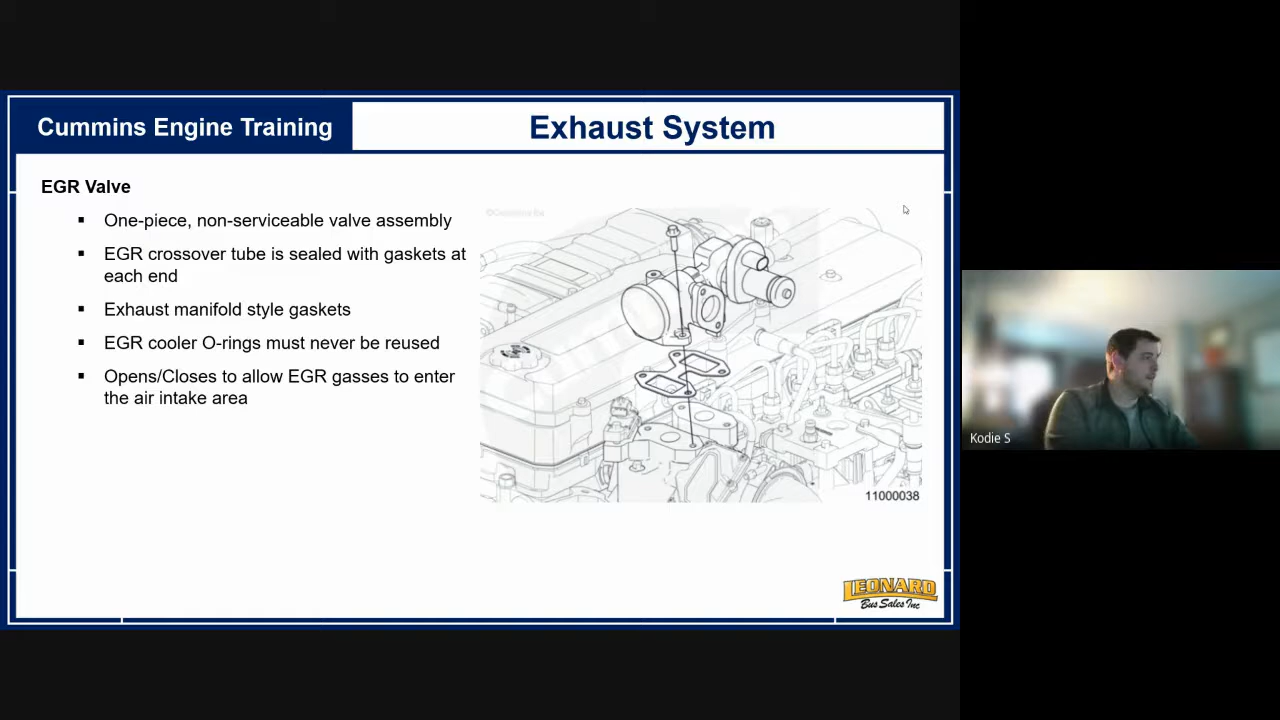 Cummins Engine Training
Exhaust System
EGR Valve
One-piece, non-serviceable valve assembly
EGR crossover tube is sealed with gaskets at
each end
Exhaust manifold style gaskets
EGR cooler O-rings must never be reused
Opens/Closes to allow EGR gasses to enter
the air intake area
11000038
LEONARD
Bus Sales Inc
Kodie S